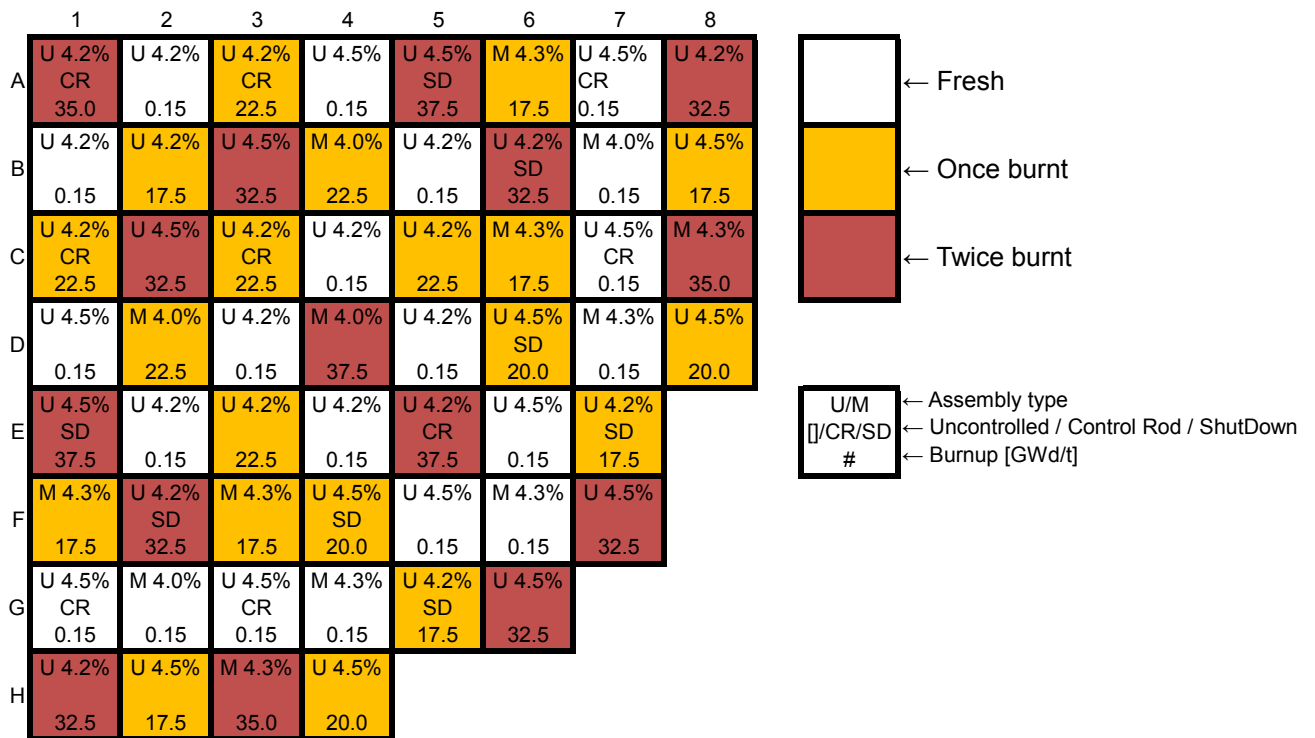 1 2 3 4 5 6 7 8
U 4.2% U 4.2% U 4.2% U 4.5% U 4.5% M 4.3% U 4.5% U 4.2%
A CR CR SD CR ← Fresh
35.0 0.15 22.5 0.15 37.5 17.5 0.15 32.5
U 4.2% U 4.2% U 4.5% M 4.0% U 4.2% U 4.2% M 4.0% U 4.5%
B SD ← Once burnt
0.15 17.5 32.5 22.5 0.15 32.5 0.15 17.5
U 4.2% U 4.5% U 4.2% U 4.2% U 4.2% M 4.3% U 4.5% M 4.3%
C CR CR CR ← Twice burnt
22.5 32.5 22.5 0.15 22.5 17.5 0.15 35.0
U 4.5% M 4.0% U 4.2% M 4.0% U 4.2% U 4.5% M 4.3% U 4.5%
D SD
0.15 22.5 0.15 37.5 0.15 20.0 0.15 20.0
U 4.5% U 4.2% U 4.2% U 4.2% U 4.2% U 4.5% U 4.2% U/M ← Assembly type
E SD CR SD []/CR/SD ← Uncontrolled / Control Rod / ShutDown
37.5 0.15 22.5 0.15 37.5 0.15 17.5 # ← Burnup [GWd/t]
M 4.3% U 4.2% M 4.3% U 4.5% U 4.5% M 4.3% U 4.5%
F SD SD
17.5 32.5 17.5 20.0 0.15 0.15 32.5
U 4.5% M 4.0% U 4.5% M 4.3% U 4.2% U 4.5%
G CR CR SD
0.15 0.15 0.15 0.15 17.5 32.5
U 4.2% U 4.5% M 4.3% U 4.5%
H
32.5 17.5 35.0 20.0